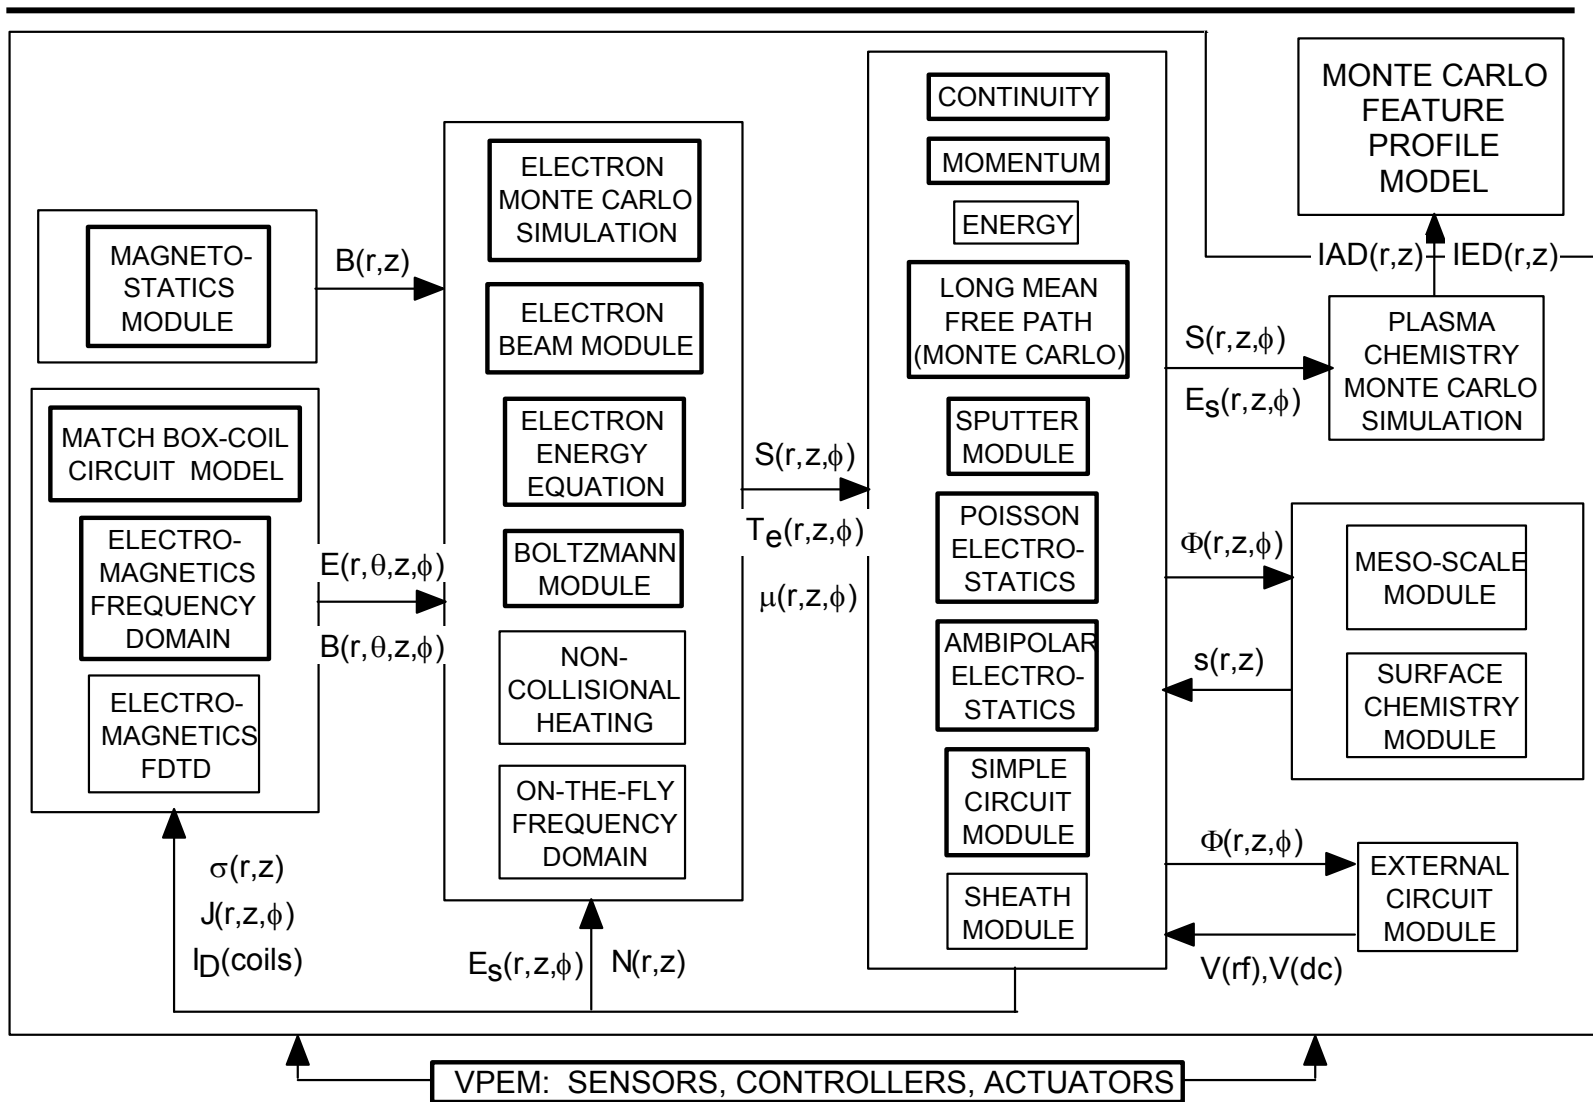 MAGNETO-
STATICS
MODULE
B(r,z)
MATCH BOX-COIL
CIRCUIT MODEL
ELECTRO-
MAGNETICS
FREQUENCY
DOMAIN
ELECTRO-
MAGNETICS
FDTD
E(r,θ,z,ϕ)
B(r,θ,z,ϕ)
σ(r,z)
J(r,z,ϕ)
I_D(coils)
ELECTRON
MONTE CARLO
SIMULATION
ELECTRON
BEAM MODULE
ELECTRON
ENERGY
EQUATION
BOLTZMANN
MODULE
NON-
COLLISIONAL
HEATING
ON-THE-FLY
FREQUENCY
DOMAIN
E_S(r,z,ϕ) N(r,z)
S(r,z,ϕ)
T_e(r,z,ϕ)
μ(r,z,ϕ)
CONTINUITY
MOMENTUM
ENERGY
LONG MEAN
FREE PATH
(MONTE CARLO)
SPUTTER
MODULE
POISSON
ELECTRO-
STATICS
AMBIPOLAR
ELECTRO-
STATICS
SIMPLE
CIRCUIT
MODULE
SHEATH
MODULE
MONTE CARLO
FEATURE
PROFILE
MODEL
IAD(r,z) IED(r,z)
S(r,z,ϕ)
E_S(r,z,ϕ)
PLASMA
CHEMISTRY
MONTE CARLO
SIMULATION
Φ(r,z,ϕ)
s(r,z)
MESO-SCALE
MODULE
SURFACE
CHEMISTRY
MODULE
Φ(r,z,ϕ)
V(rf),V(dc)
EXTERNAL
CIRCUIT
MODULE
VPEM: SENSORS, CONTROLLERS, ACTUATORS